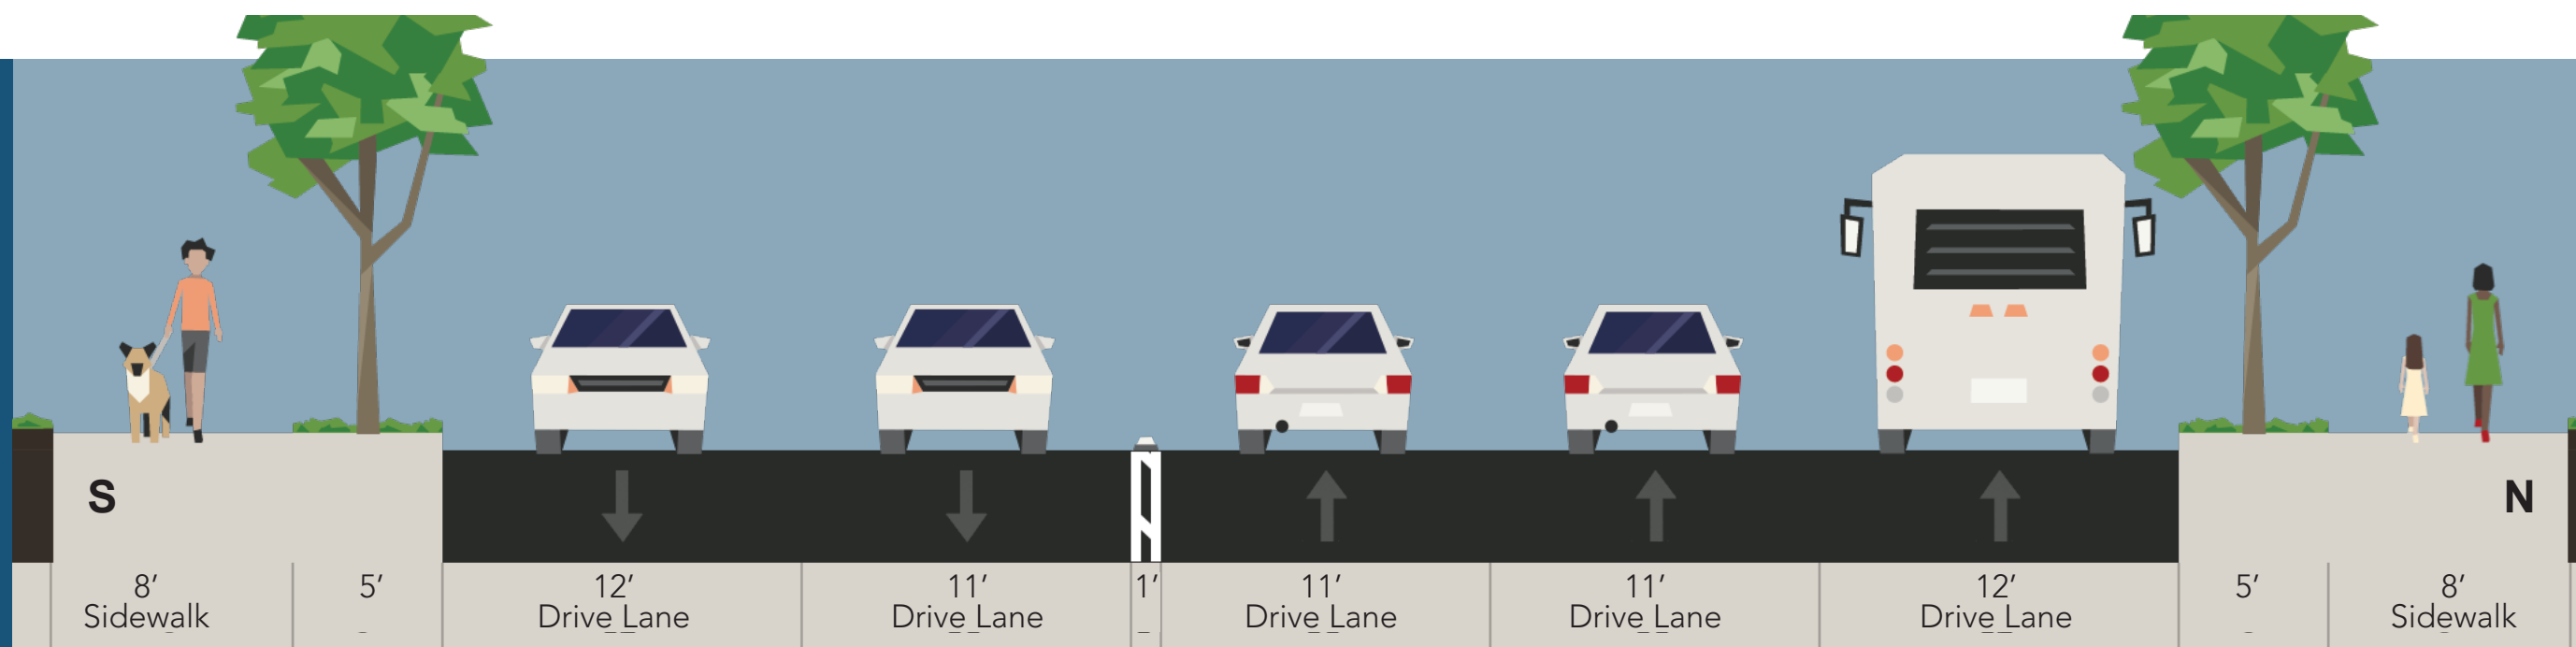 S
N
8’ 5’ 12’ 11’ 1’ 11’ 11’ 12’ 5’ 8’
Sidewalk Drive Lane Drive Lane Drive Lane Drive Lane Drive Lane Sidewalk